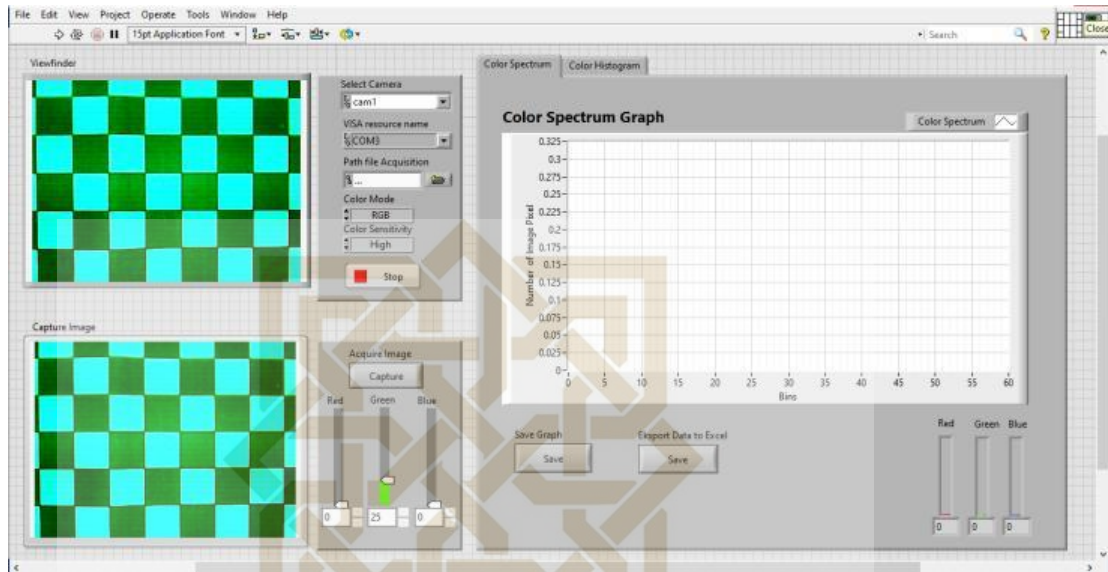 File Edit View Project Operate Tools Window Help
15pt Application Font
Search
Close
Viewfinder
Select Camera
cam1
VISA resource name
COM3
Path file Acquisition
...
Color Mode
RGB
Color Sensitivity
High
Stop
Capture Image
Acquire Image
Capture
Red Green Blue
0 25 0
Color Spectrum Color Histogram
Color Spectrum Graph
Color Spectrum
Number of Image Pixel
0.325
0.3
0.275
0.25
0.225
0.2
0.175
0.15
0.125
0.1
0.075
0.05
0.025
0
0 5 10 15 20 25 30 35 40 45 50 55 60
Bins
Save Graph
Save
Eksport Data to Excel
Save
Red Green Blue
0 0 0